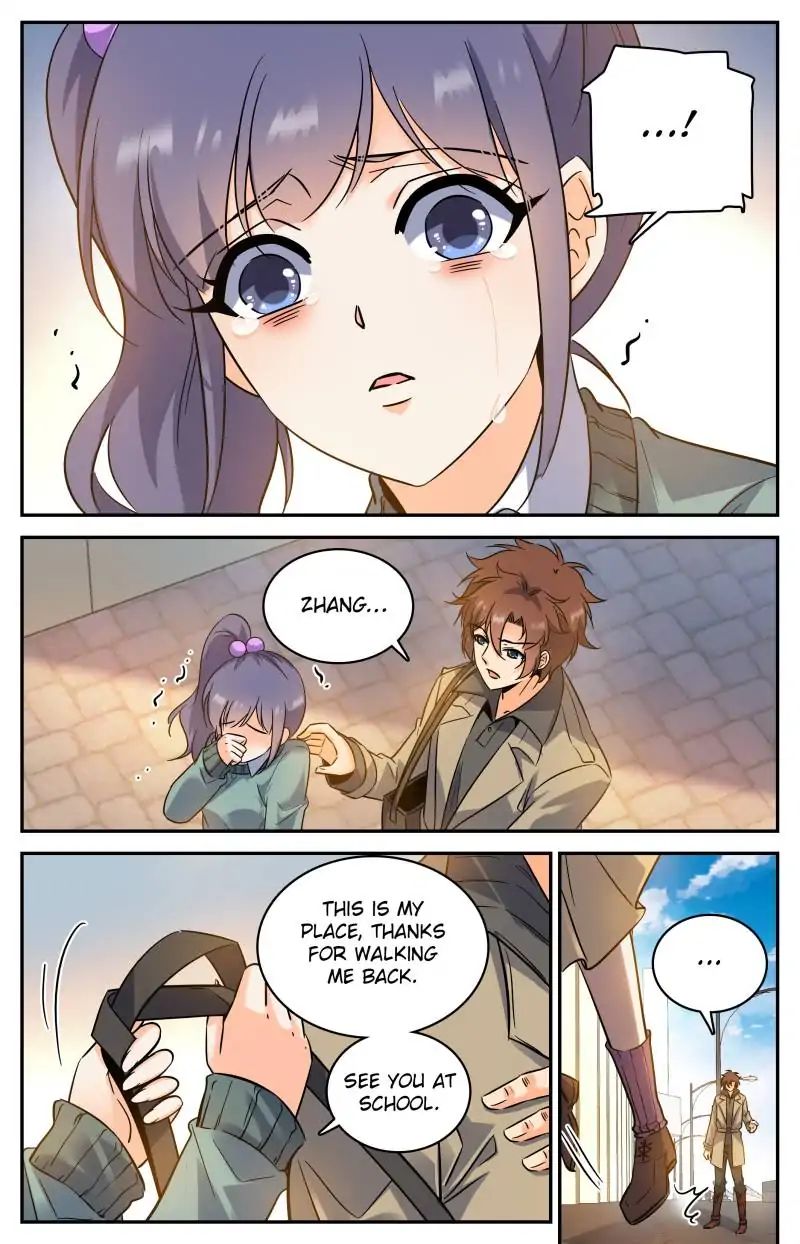 ...!
ZHANG...
THIS IS MY
PLACE, THANKS
FOR WALKING
ME BACK.
SEE YOU AT
SCHOOL.
...